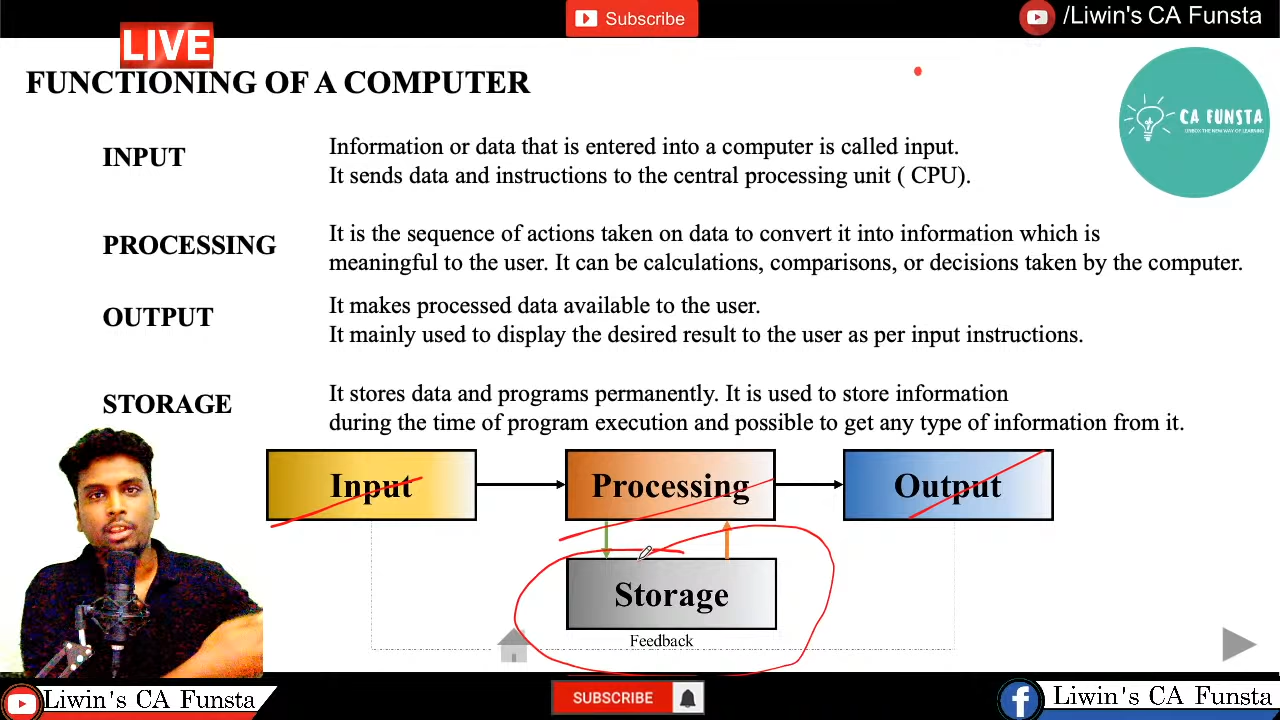 Subscribe
/Liwin's CA Funsta
LIVE
FUNCTIONING OF A COMPUTER
CA FUNSTA
UNBOX THE NEW WAY OF LEARNING
INPUT
Information or data that is entered into a computer is called input.
It sends data and instructions to the central processing unit ( CPU).
PROCESSING
It is the sequence of actions taken on data to convert it into information which is
meaningful to the user. It can be calculations, comparisons, or decisions taken by the computer.
OUTPUT
It makes processed data available to the user.
It mainly used to display the desired result to the user as per input instructions.
STORAGE
It stores data and programs permanently. It is used to store information
during the time of program execution and possible to get any type of information from it.
Input
Processing
Output
Storage
Feedback
Liwin's CA Funsta
SUBSCRIBE
Liwin's CA Funsta